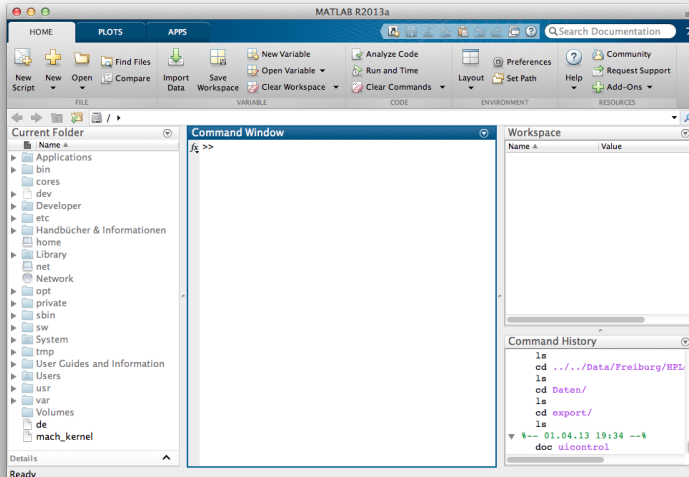 MATLAB R2013a
HOME PLOTS APPS
Search Documentation
New Script
New
Open
Find Files
Compare
Import Data
Save Workspace
New Variable
Open Variable
Clear Workspace
Analyze Code
Run and Time
Clear Commands
Layout
Preferences
Set Path
Help
Community
Request Support
Add-Ons
FILE VARIABLE CODE ENVIRONMENT RESOURCES
/
Current Folder
Name
Applications
bin
cores
dev
Developer
etc
Handbücher & Informationen
home
Library
net
Network
opt
private
sbin
sw
System
tmp
User Guides and Information
Users
usr
var
Volumes
de
mach_kernel
Details
Ready
Command Window
fx >>
Workspace
Name Value
Command History
ls
cd ../../Data/Freiburg/HPL
ls
cd Daten/
ls
cd export/
ls
%-- 01.04.13 19:34 --%
doc uicontrol